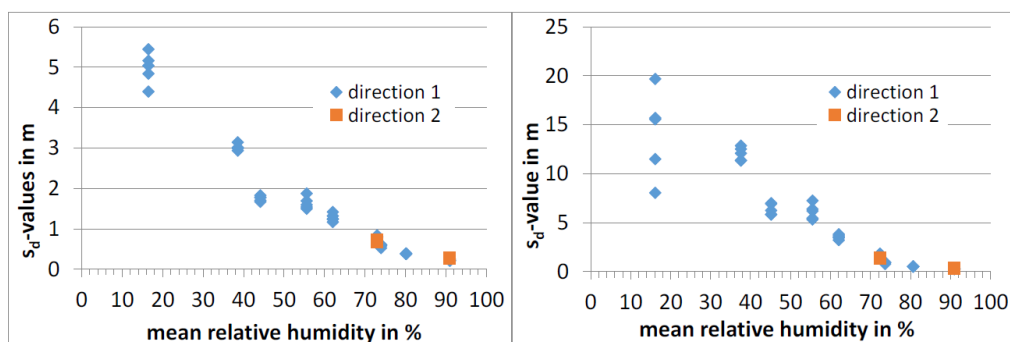 6
5
4
3
2
1
0
direction 1
direction 2
0 10 20 30 40 50 60 70 80 90 100
mean relative humidity in %
sd-values in m
25
20
15
10
5
0
direction 1
direction 2
0 10 20 30 40 50 60 70 80 90 100
mean relative humidity in %
sd-value in m